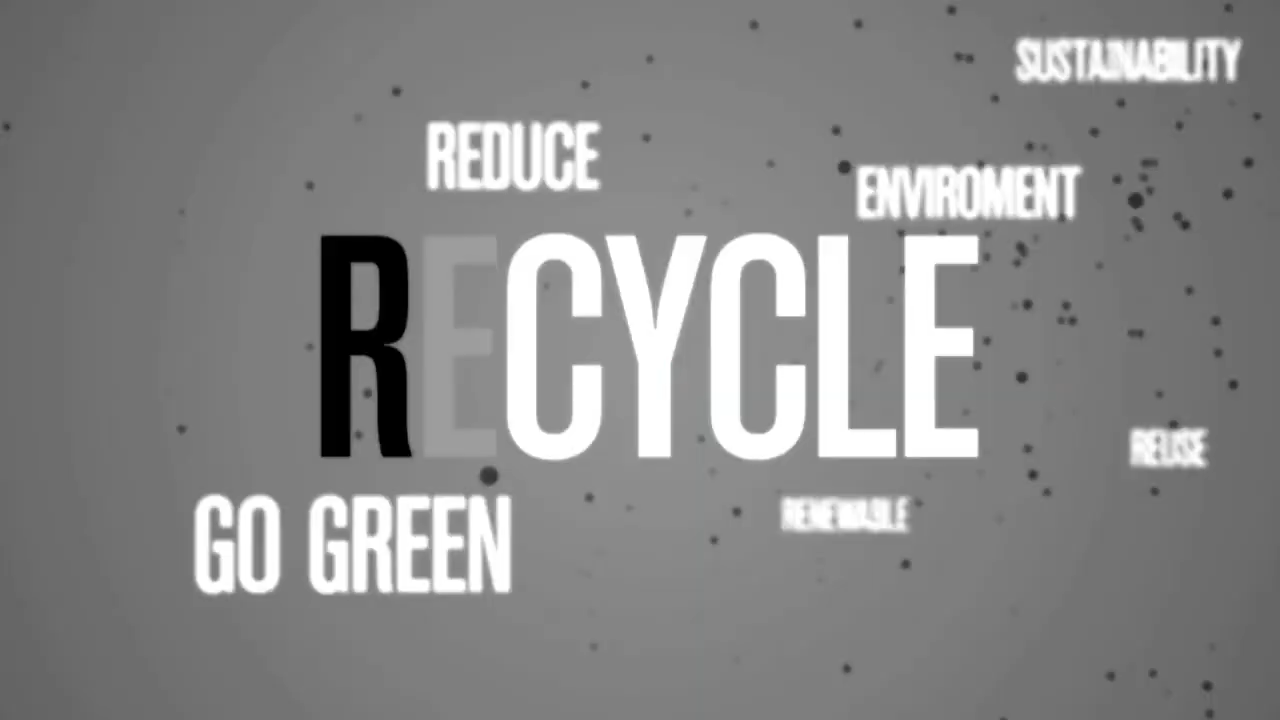 SUSTAINABILITY
REDUCE
ENVIROMENT
RECYCLE
REUSE
GO GREEN
RENEWABLE